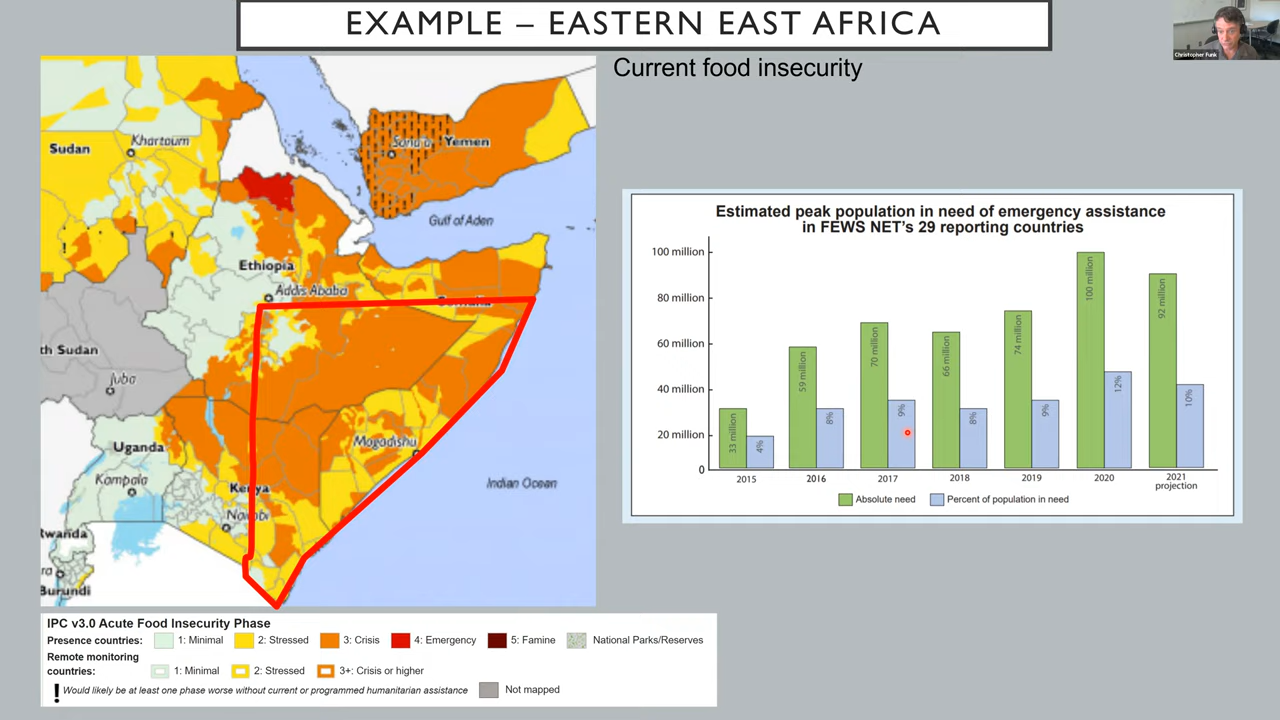 EXAMPLE – EASTERN EAST AFRICA
Christopher Funk
Current food insecurity
Sudan
Khartoum
Sana'a
Yemen
Gulf of Aden
Ethiopia
Addis Ababa
Somalia
th Sudan
Juba
Uganda
Kampala
Mogadishu
Indian Ocean
Kenya
Nairobi
Rwanda
ra
Burundi
Estimated peak population in need of emergency assistance
in FEWS NET's 29 reporting countries
100 million
80 million
60 million
40 million
20 million
0
33 million
4%
59 million
8%
70 million
9%
66 million
8%
74 million
9%
100 million
12%
92 million
10%
2015
2016
2017
2018
2019
2020
2021
projection
Absolute need
Percent of population in need
IPC v3.0 Acute Food Insecurity Phase
Presence countries: 1: Minimal 2: Stressed 3: Crisis 4: Emergency 5: Famine National Parks/Reserves
Remote monitoring
countries: 1: Minimal 2: Stressed 3+: Crisis or higher
! Would likely be at least one phase worse without current or programmed humanitarian assistance Not mapped